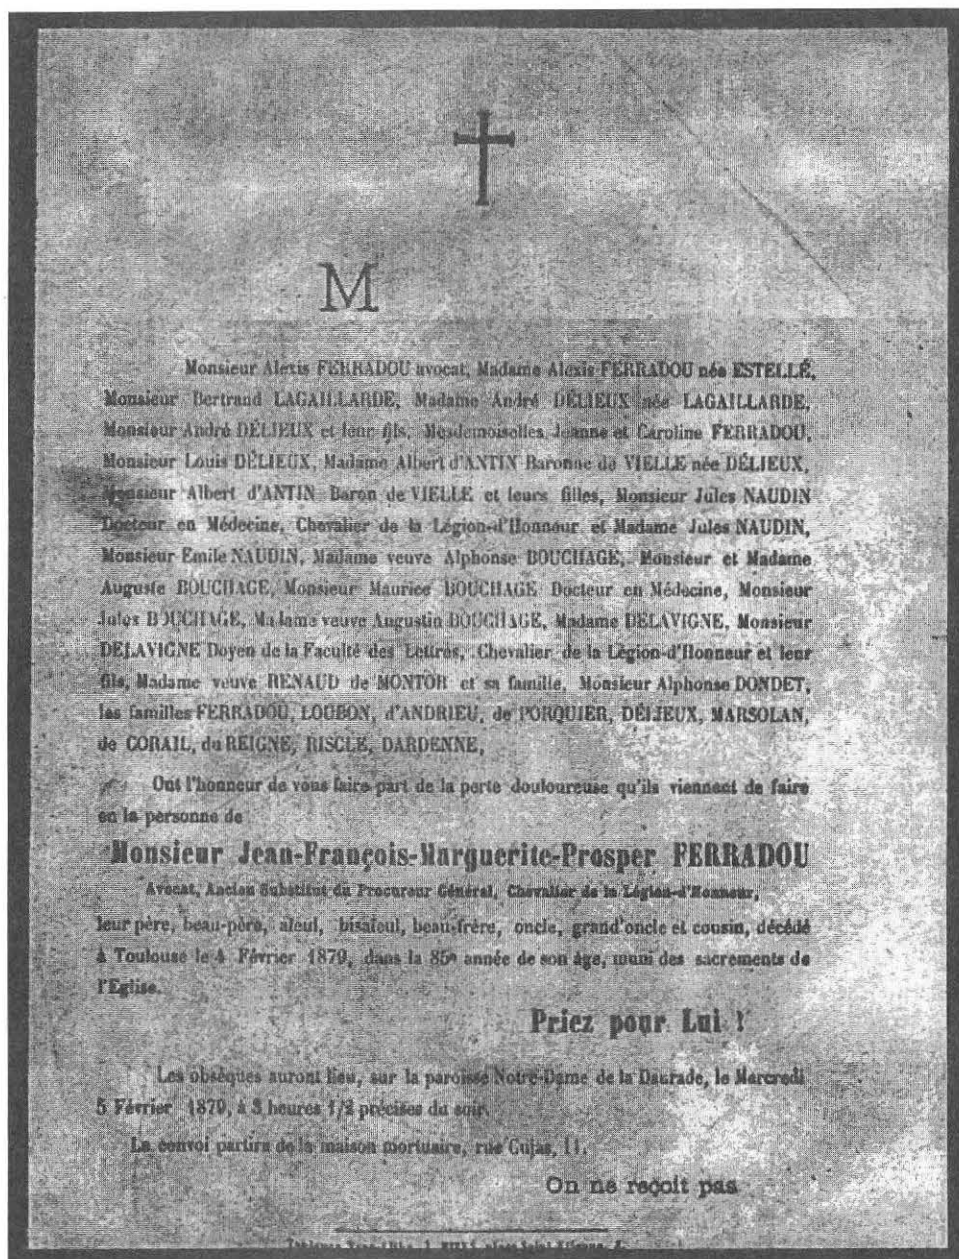 M
Monsieur Alexis FERRADOU avocat, Madame Alexis FERRADOU née ESTELLÉ,
Monsieur Bertrand LAGAILLARDE, Madame André DÉLIEUX née LAGAILLARDE,
Monsieur André DÉLIEUX et leur fils, Mesdemoiselles Jeanne et Caroline FERRADOU,
Monsieur Louis DÉLIEUX, Madame Albert d'ANTIN Baronne de VIELLE née DÉLIEUX,
Monsieur Albert d'ANTIN Baron de VIELLE et leurs filles, Monsieur Jules NAUDIN
Docteur en Médecine, Chevalier de la Légion-d'Honneur et Madame Jules NAUDIN,
Monsieur Emile NAUDIN, Madame veuve Alphonse BOUCHAGE, Monsieur et Madame
Auguste BOUCHAGE, Monsieur Maurice BOUCHAGE Docteur en Médecine, Monsieur
Jules BOUCHAGE, Madame veuve Augustin BOUCHAGE, Madame DELAVIGNE, Monsieur
DELAVIGNE Doyen de la Faculté des Lettres, Chevalier de la Légion-d'Honneur et leur
fils, Madame veuve RENAUD de MONTOR et sa famille, Monsieur Alphonse DONDET,
les familles FERRADOU, LOUBON, d'ANDRIEU, de PORQUIER, DÉLIEUX, MARSOLAN,
de CORAIL, du REIGNE, RISCLE, DARDENNE,
Ont l'honneur de vous faire part de la perte douloureuse qu'ils viennent de faire
en la personne de
Monsieur Jean-François-Marguerite-Prosper FERRADOU
Avocat, Ancien Substitut du Procureur Général, Chevalier de la Légion-d'Honneur,
leur père, beau-père, aïeul, bisaïeul, beau-frère, oncle, grand'oncle et cousin, décédé
à Toulouse le 4 Février 1879, dans la 85e année de son âge, muni des sacrements de
l'Eglise.
Priez pour Lui !
Les obsèques auront lieu, sur la paroisse Notre-Dame de la Daurade, le Mercredi
5 Février 1879, à 3 heures 1/2 précises du soir.
Le convoi partira de la maison mortuaire, rue Cujas, 11.
On ne reçoit pas